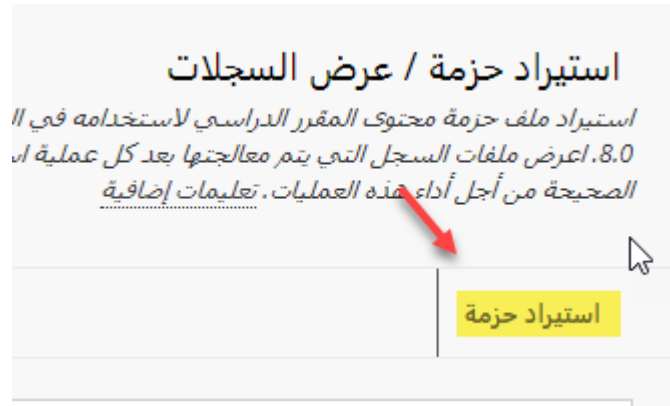 استيراد حزمة / عرض السجلات
استيراد ملف حزمة محتوى المقرر الدراسي لاستخدامه في
8.0. اعرض ملفات السجل التي يتم معالجتها بعد كل عملية
الصحيحة من أجل أداء هذه العمليات. تعليمات إضافية
استيراد حزمة